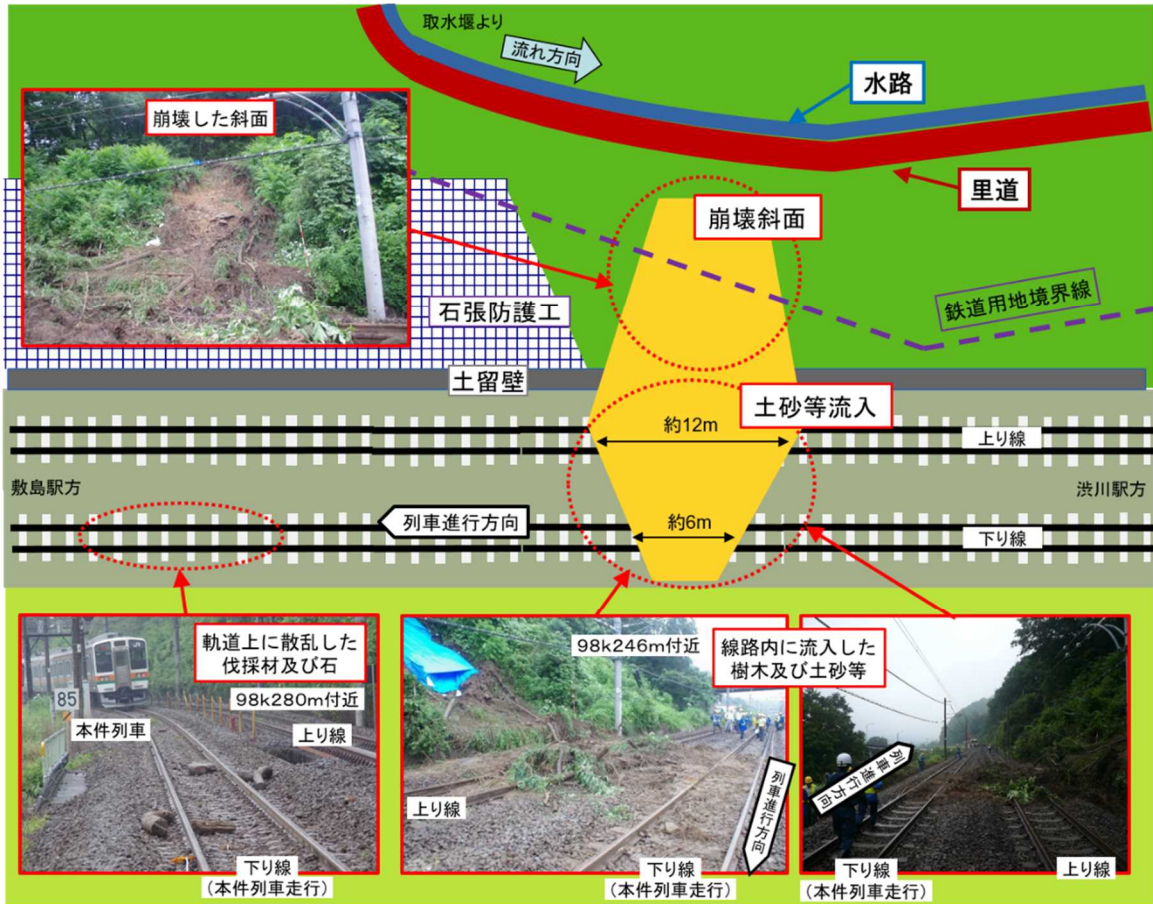 取水堰より
流れ方向
水路
里道
崩壊した斜面
崩壊斜面
鉄道用地境界線
石張防護工
土留壁
土砂等流入
約12m
上り線
敷島駅方
渋川駅方
列車進行方向
約6m
下り線
軌道上に散乱した
伐採材及び石
98k280m付近
85
本件列車
上り線
下り線
(本件列車走行)
98k246m付近
線路内に流入した
樹木及び土砂等
上り線
列車進行方向
下り線
(本件列車走行)
列車進行方向
下り線
(本件列車走行)
上り線